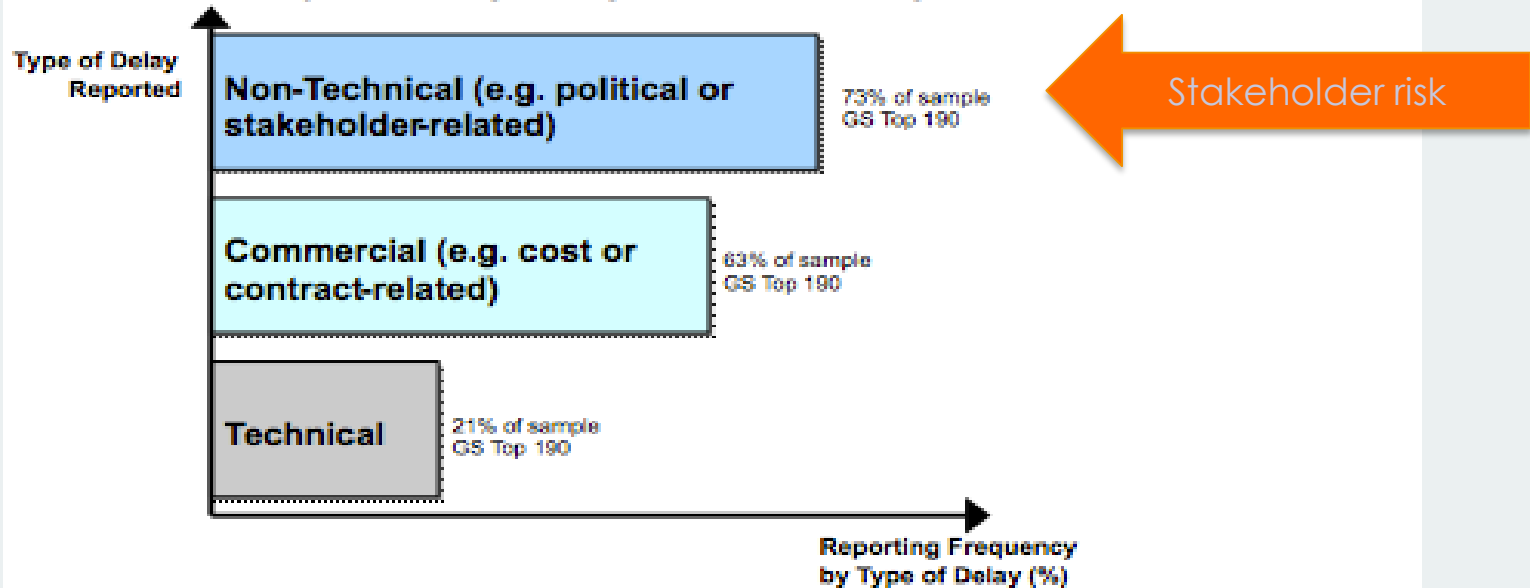 Type of Delay
Reported
Non-Technical (e.g. political or
stakeholder-related)
73% of sample
GS Top 190
Stakeholder risk
Commercial (e.g. cost or
contract-related)
63% of sample
GS Top 190
Technical
21% of sample
GS Top 190
Reporting Frequency
by Type of Delay (%)